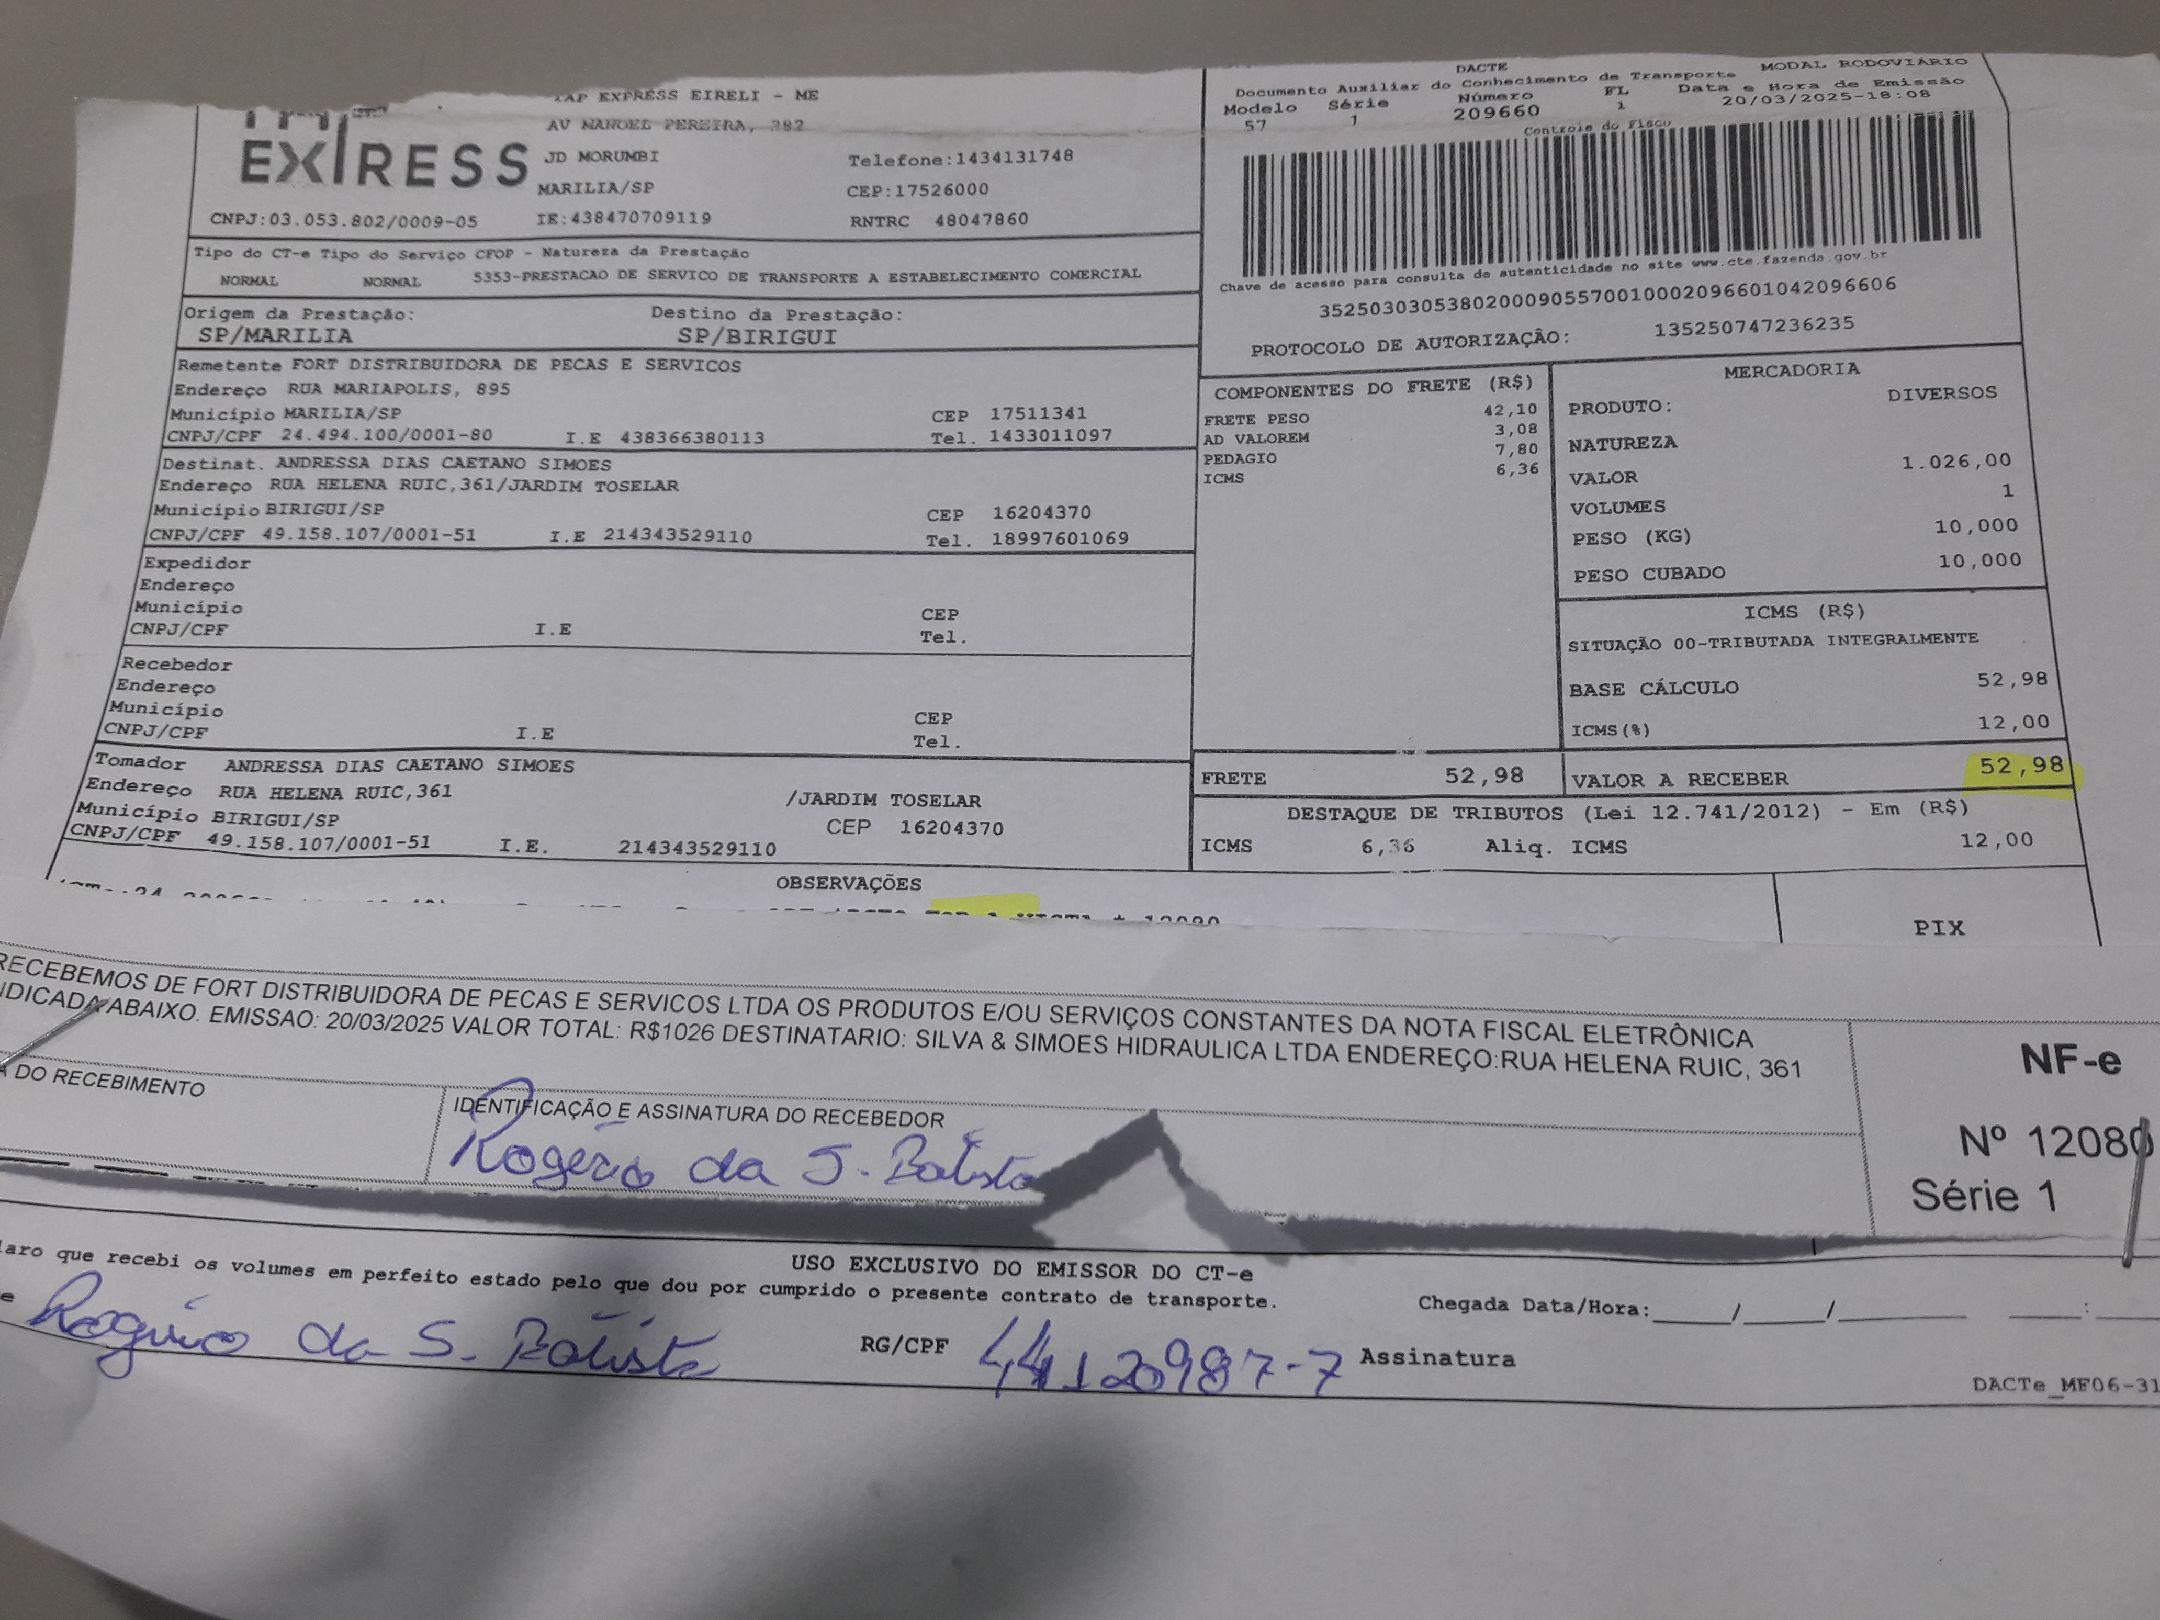 EXPRESS
TAP EXPRESS EIRELI - ME
AV MANOEL PEREIRA, 382
JD MORUMBI
Telefone:1434131748
MARILIA/SP
CEP:17526000
CNPJ:03.053.802/0009-05
IE:438470709119
RNTRC 48047860
DACTE
MODAL RODOVIÁRIO
Documento Auxiliar do Conhecimento de Transporte
Modelo Série Número FL Data e Hora de Emissão
57 1 209660 1 20/03/2025-18:08
Controle do Fisco
Chave de acesso para consulta de autenticidade no site www.cte.fazenda.gov.br
35250303053802000905570010002096601042096606
PROTOCOLO DE AUTORIZAÇÃO: 135250747236235
Tipo do CT-e Tipo do Serviço CFOP - Natureza da Prestação
NORMAL NORMAL 5353-PRESTACAO DE SERVICO DE TRANSPORTE A ESTABELECIMENTO COMERCIAL
Origem da Prestação: Destino da Prestação:
SP/MARILIA SP/BIRIGUI
Remetente FORT DISTRIBUIDORA DE PECAS E SERVICOS
Endereço RUA MARIAPOLIS, 895
Município MARILIA/SP CEP 17511341
CNPJ/CPF 24.494.100/0001-80 I.E 438366380113 Tel. 1433011097
Destinat. ANDRESSA DIAS CAETANO SIMOES
Endereço RUA HELENA RUIC,361/JARDIM TOSELAR
Município BIRIGUI/SP CEP 16204370
CNPJ/CPF 49.158.107/0001-51 I.E 214343529110 Tel. 18997601069
Expedidor
Endereço
Município CEP
CNPJ/CPF I.E Tel.
Recebedor
Endereço
Município CEP
CNPJ/CPF I.E Tel.
Tomador ANDRESSA DIAS CAETANO SIMOES
Endereço RUA HELENA RUIC,361 /JARDIM TOSELAR
Município BIRIGUI/SP CEP 16204370
CNPJ/CPF 49.158.107/0001-51 I.E. 214343529110
COMPONENTES DO FRETE (R$)
FRETE PESO 42,10
AD VALOREM 3,08
PEDAGIO 7,80
ICMS 6,36
MERCADORIA
PRODUTO: DIVERSOS
NATUREZA
VALOR 1.026,00
VOLUMES 1
PESO (KG) 10,000
PESO CUBADO 10,000
ICMS (R$)
SITUAÇÃO 00-TRIBUTADA INTEGRALMENTE
BASE CÁLCULO 52,98
ICMS(%) 12,00
FRETE 52,98 VALOR A RECEBER 52,98
DESTAQUE DE TRIBUTOS (Lei 12.741/2012) - Em (R$)
ICMS 6,36 Aliq. ICMS 12,00
OBSERVAÇÕES
PIX
RECEBEMOS DE FORT DISTRIBUIDORA DE PECAS E SERVICOS LTDA OS PRODUTOS E/OU SERVIÇOS CONSTANTES DA NOTA FISCAL ELETRÔNICA
NDICADA ABAIXO. EMISSAO: 20/03/2025 VALOR TOTAL: R$1026 DESTINATARIO: SILVA & SIMOES HIDRAULICA LTDA ENDEREÇO:RUA HELENA RUIC, 361
NF-e
Nº 12080
Série 1
A DO RECEBIMENTO
IDENTIFICAÇÃO E ASSINATURA DO RECEBEDOR
Rogério da S. Batista
USO EXCLUSIVO DO EMISSOR DO CT-e
laro que recebi os volumes em perfeito estado pelo que dou por cumprido o presente contrato de transporte.
Chegada Data/Hora:____/____/______ ___:___
e Rogério da S. Batista RG/CPF 44120987-7 Assinatura
DACTe_MF06-31